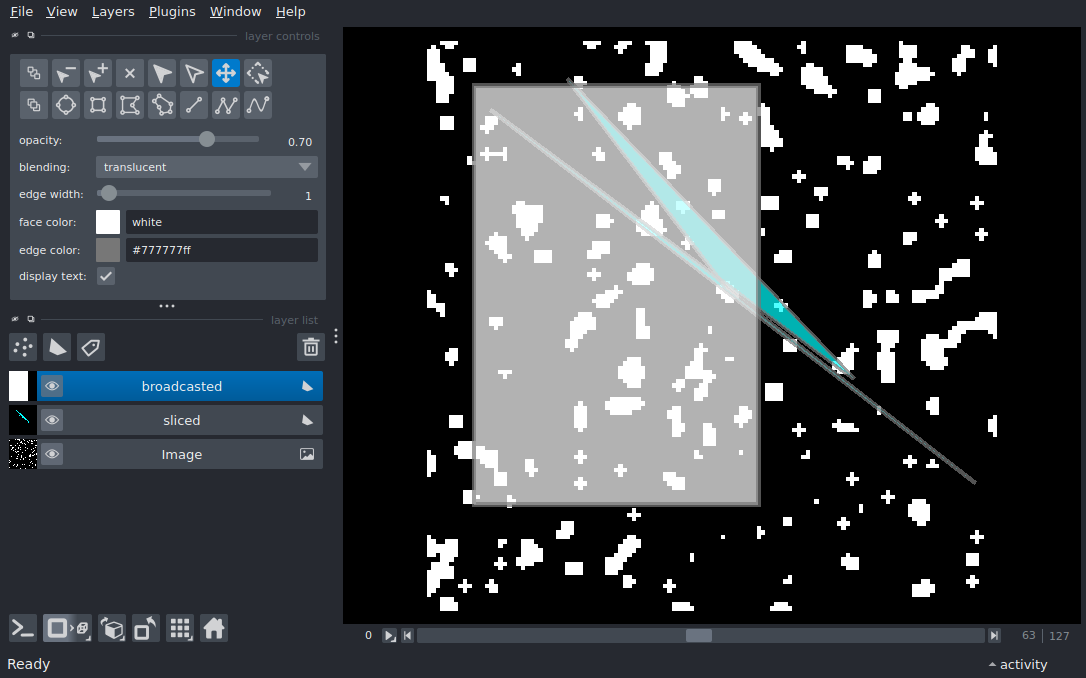 File View Layers Plugins Window Help
layer controls
opacity: 0.70
blending: translucent
edge width: 1
face color: white
edge color: #777777ff
display text:
layer list
broadcasted
sliced
Image
0 63 127
Ready activity